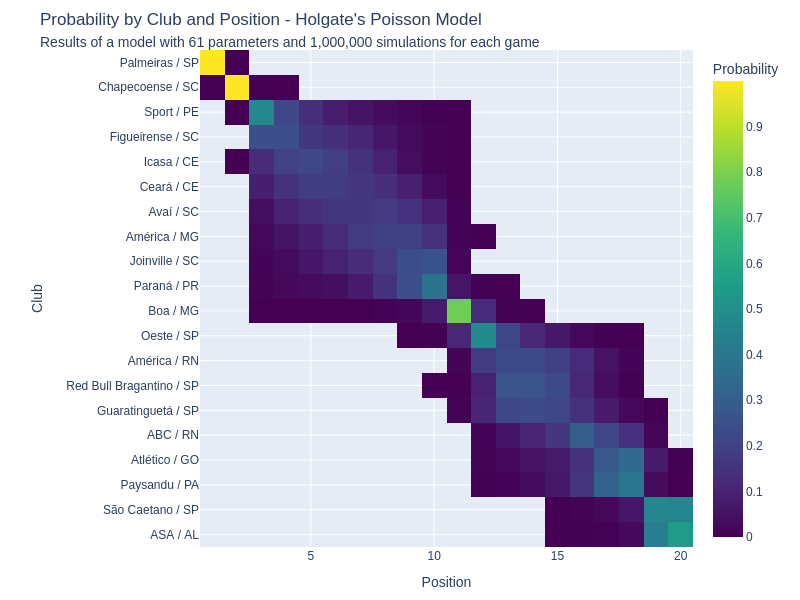 Probability by Club and Position - Holgate's Poisson Model
Results of a model with 61 parameters and 1,000,000 simulations for each game
Probability
Palmeiras / SP
Chapecoense / SC
Sport / PE
Figueirense / SC
Icasa / CE
Ceará / CE
Avaí / SC
América / MG
Joinville / SC
Paraná / PR
Boa / MG
Oeste / SP
América / RN
Red Bull Bragantino / SP
Guaratinguetá / SP
ABC / RN
Atlético / GO
Paysandu / PA
São Caetano / SP
ASA / AL
Club
5
10
15
20
Position
0.9
0.8
0.7
0.6
0.5
0.4
0.3
0.2
0.1
0